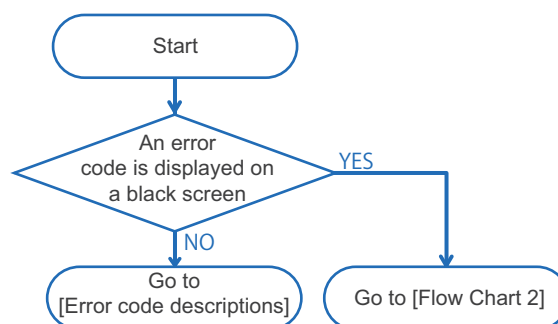 Start
An error
code is displayed on
a black screen
YES
NO
Go to
[Error code descriptions]
Go to [Flow Chart 2]